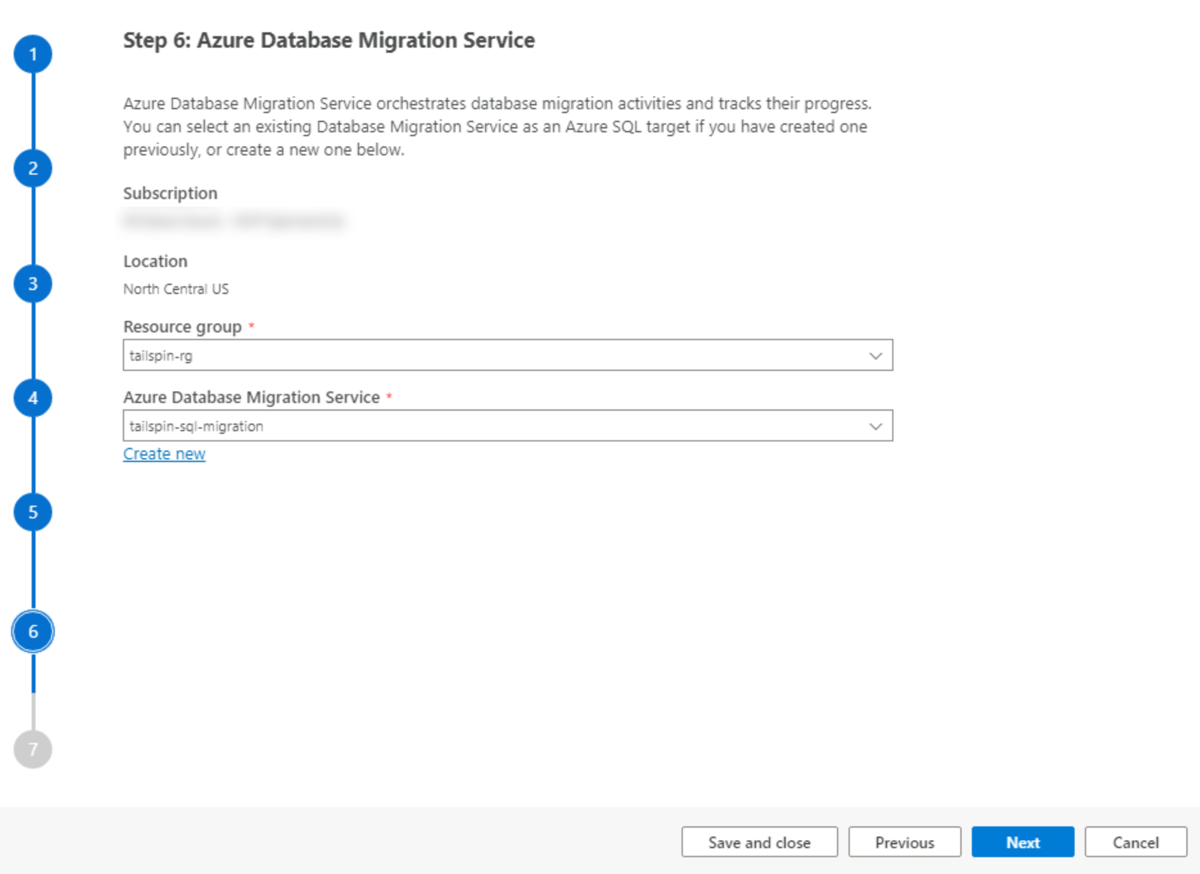 1
Step 6: Azure Database Migration Service
Azure Database Migration Service orchestrates database migration activities and tracks their progress.
You can select an existing Database Migration Service as an Azure SQL target if you have created one
previously, or create a new one below.
2
Subscription
Location
3
North Central US
Resource group *
tailspin-rg
4
Azure Database Migration Service *
tailspin-sql-migration
Create new
5
6
7
Save and close
Previous
Next
Cancel